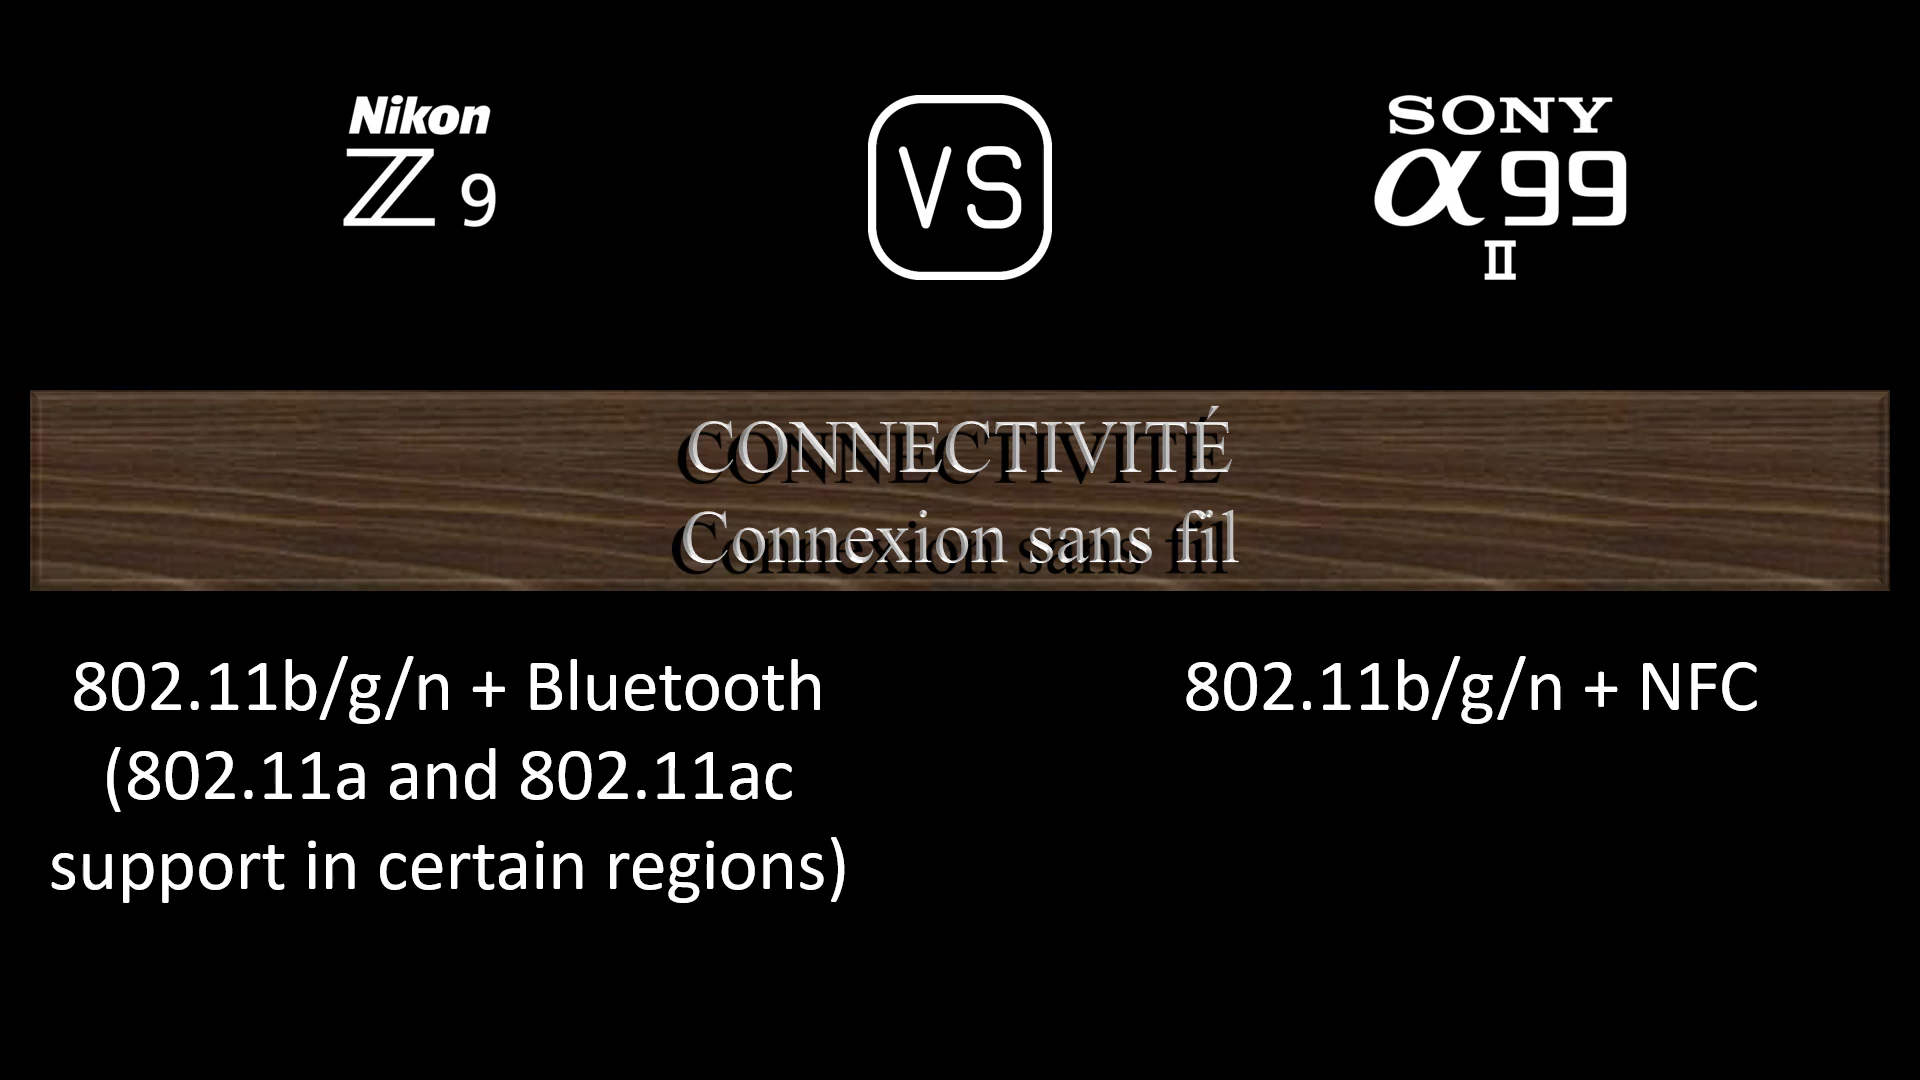 Nikon
Z 9
VS
SONY
α99
II
CONNECTIVITÉ
Connexion sans fil
802.11b/g/n + Bluetooth
(802.11a and 802.11ac
support in certain regions)
802.11b/g/n + NFC